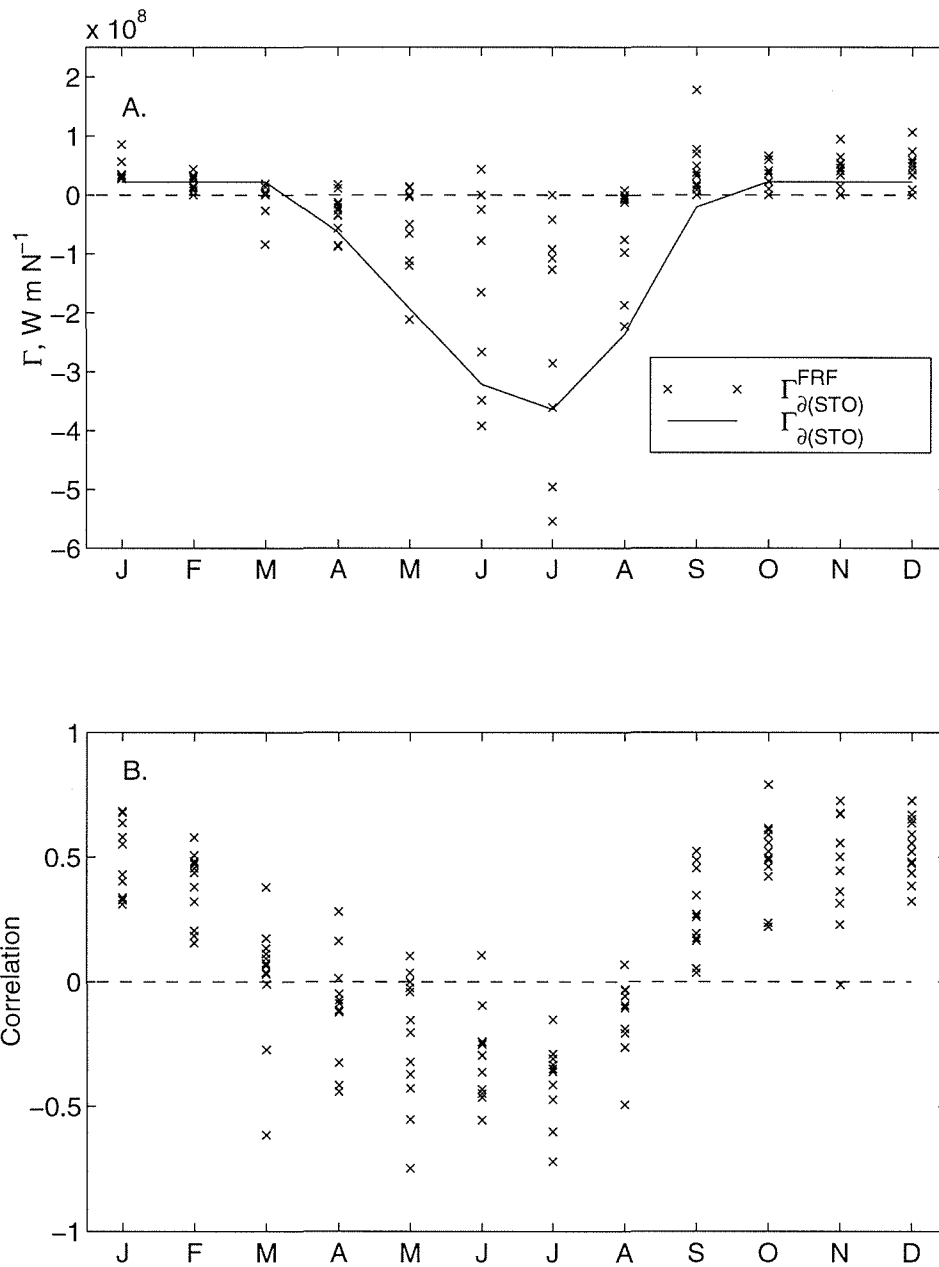 x 10^8
A.
2
1
0
−1
−2
−3
−4
−5
−6
Γ, W m N^−1
Γ^FRF_∂(STO)
Γ_∂(STO)
J F M A M J J A S O N D
B.
1
0.5
0
−0.5
−1
Correlation
J F M A M J J A S O N D